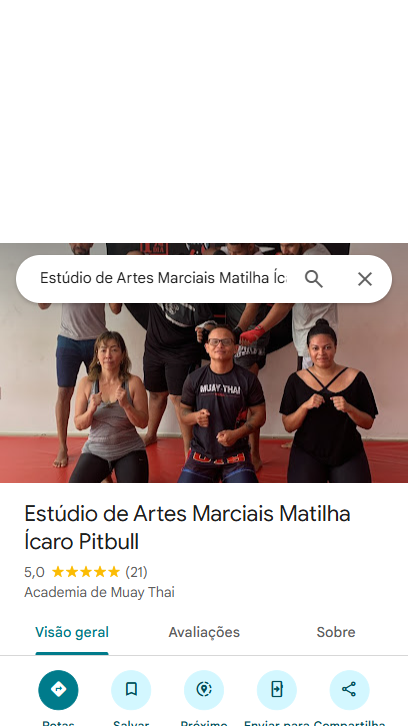 Estúdio de Artes Marciais Matilha Íc
MUAY THAI
Estúdio de Artes Marciais Matilha
Ícaro Pitbull
5,0 ★★★★★ (21)
Academia de Muay Thai
Visão geral
Avaliações
Sobre
Rotas
Salvar
Próximo
Enviar para
Compartilha